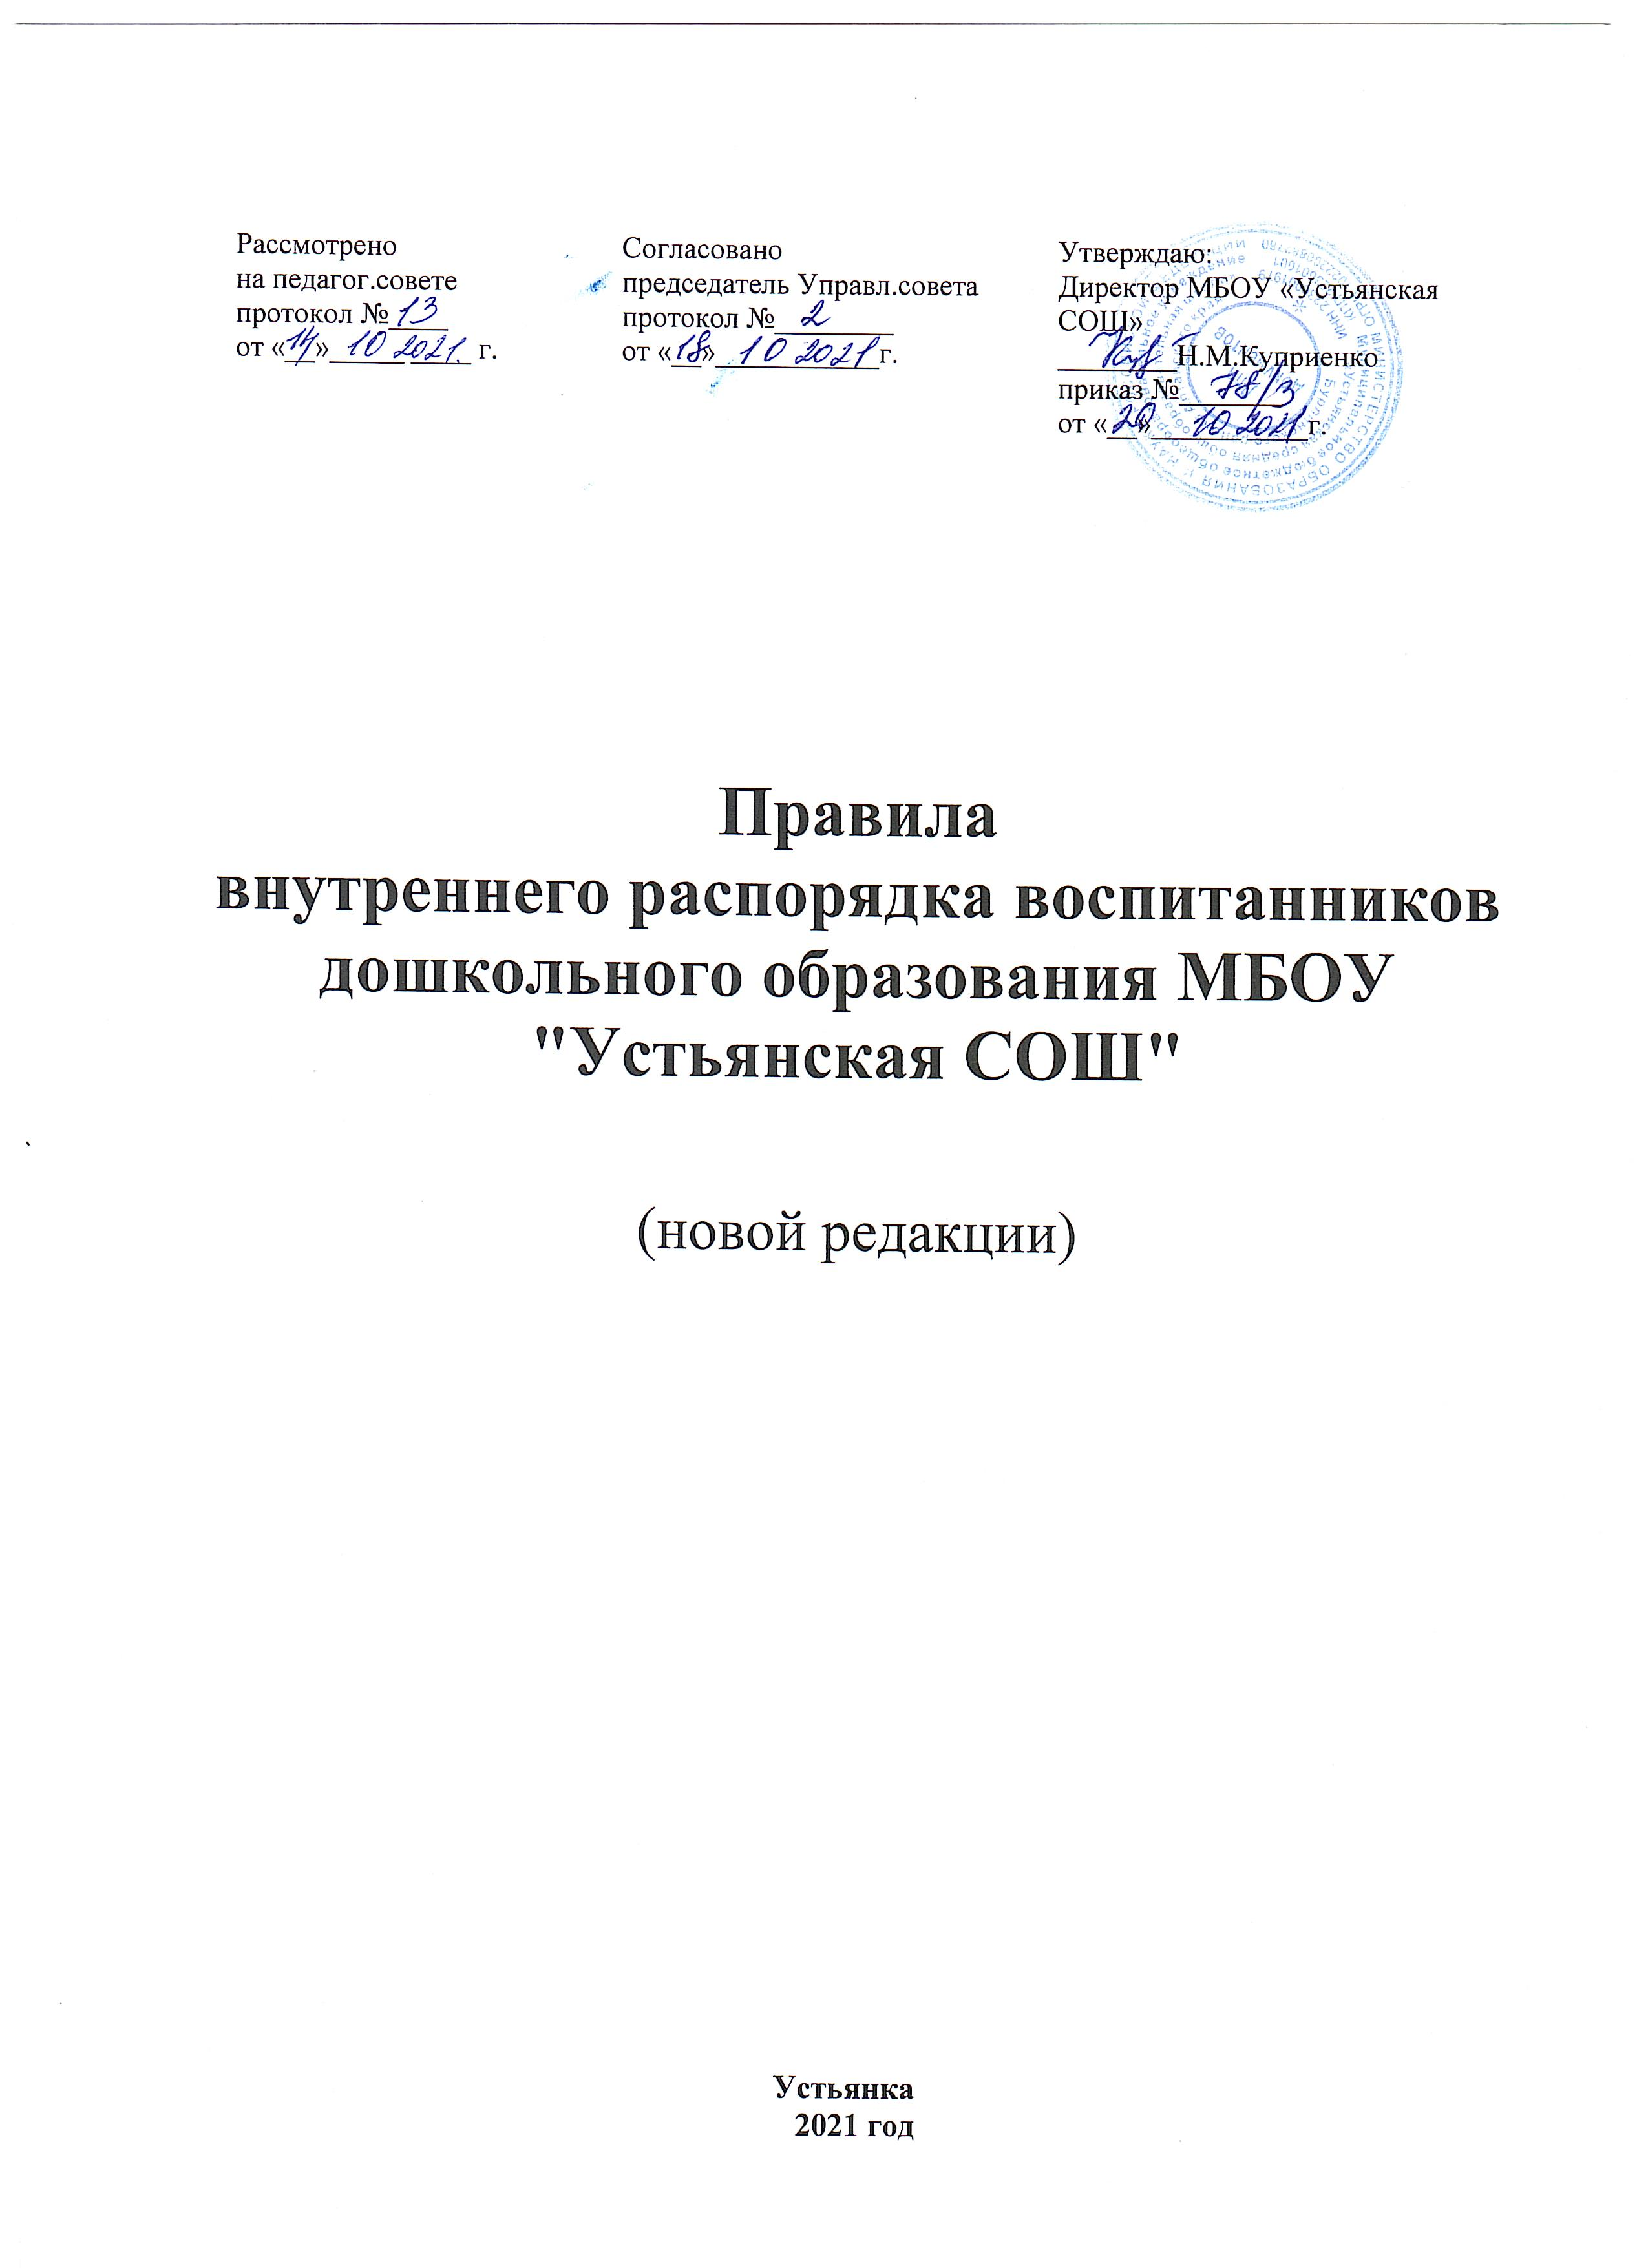 Рассмотрено
на педагог.совете
протокол № 13
от «14» 10 2021. г.
Согласовано
председатель Управл.совета
протокол № 2
от «18» 10 2021 г.
Утверждаю:
Директор МБОУ «Устьянская
СОШ»
Н.М.Куприенко
приказ № 78/3
от «20» 10 2021 г.
Правила
внутреннего распорядка воспитанников
дошкольного образования МБОУ
"Устьянская СОШ"
(новой редакции)
Устьянка
2021 год